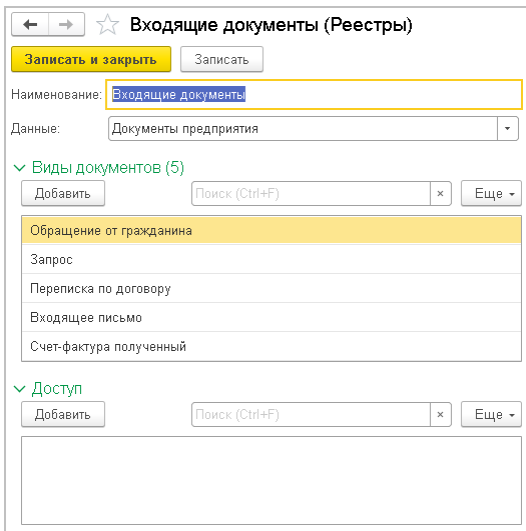 Входящие документы (Реестры)
Записать и закрыть Записать
Наименование: Входящие документы
Данные: Документы предприятия
Виды документов (5)
Добавить Поиск (Ctrl+F) × Еще
Обращение от гражданина
Запрос
Переписка по договору
Входящее письмо
Счет-фактура полученный
Доступ
Добавить Поиск (Ctrl+F) × Еще